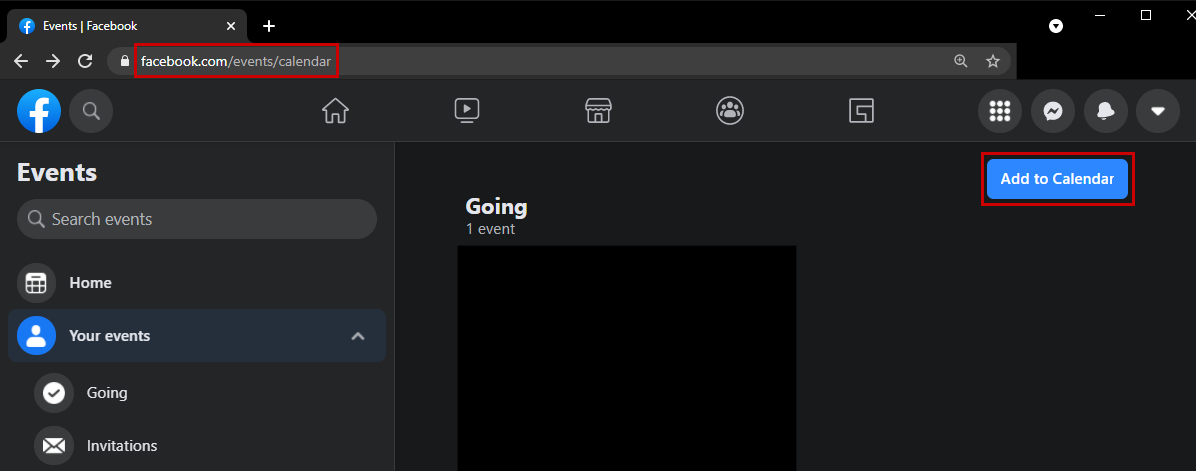 Events | Facebook
facebook.com/events/calendar
Events
Search events
Home
Your events
Going
Invitations
Add to Calendar
Going
1 event